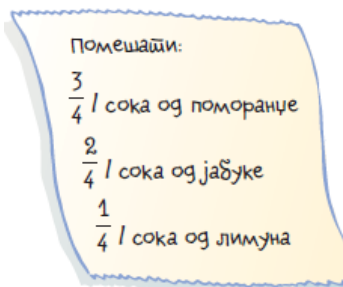 Помешати:
3/4 l сока од поморанџе
2/4 l сока од јабуке
1/4 l сока од лимуна